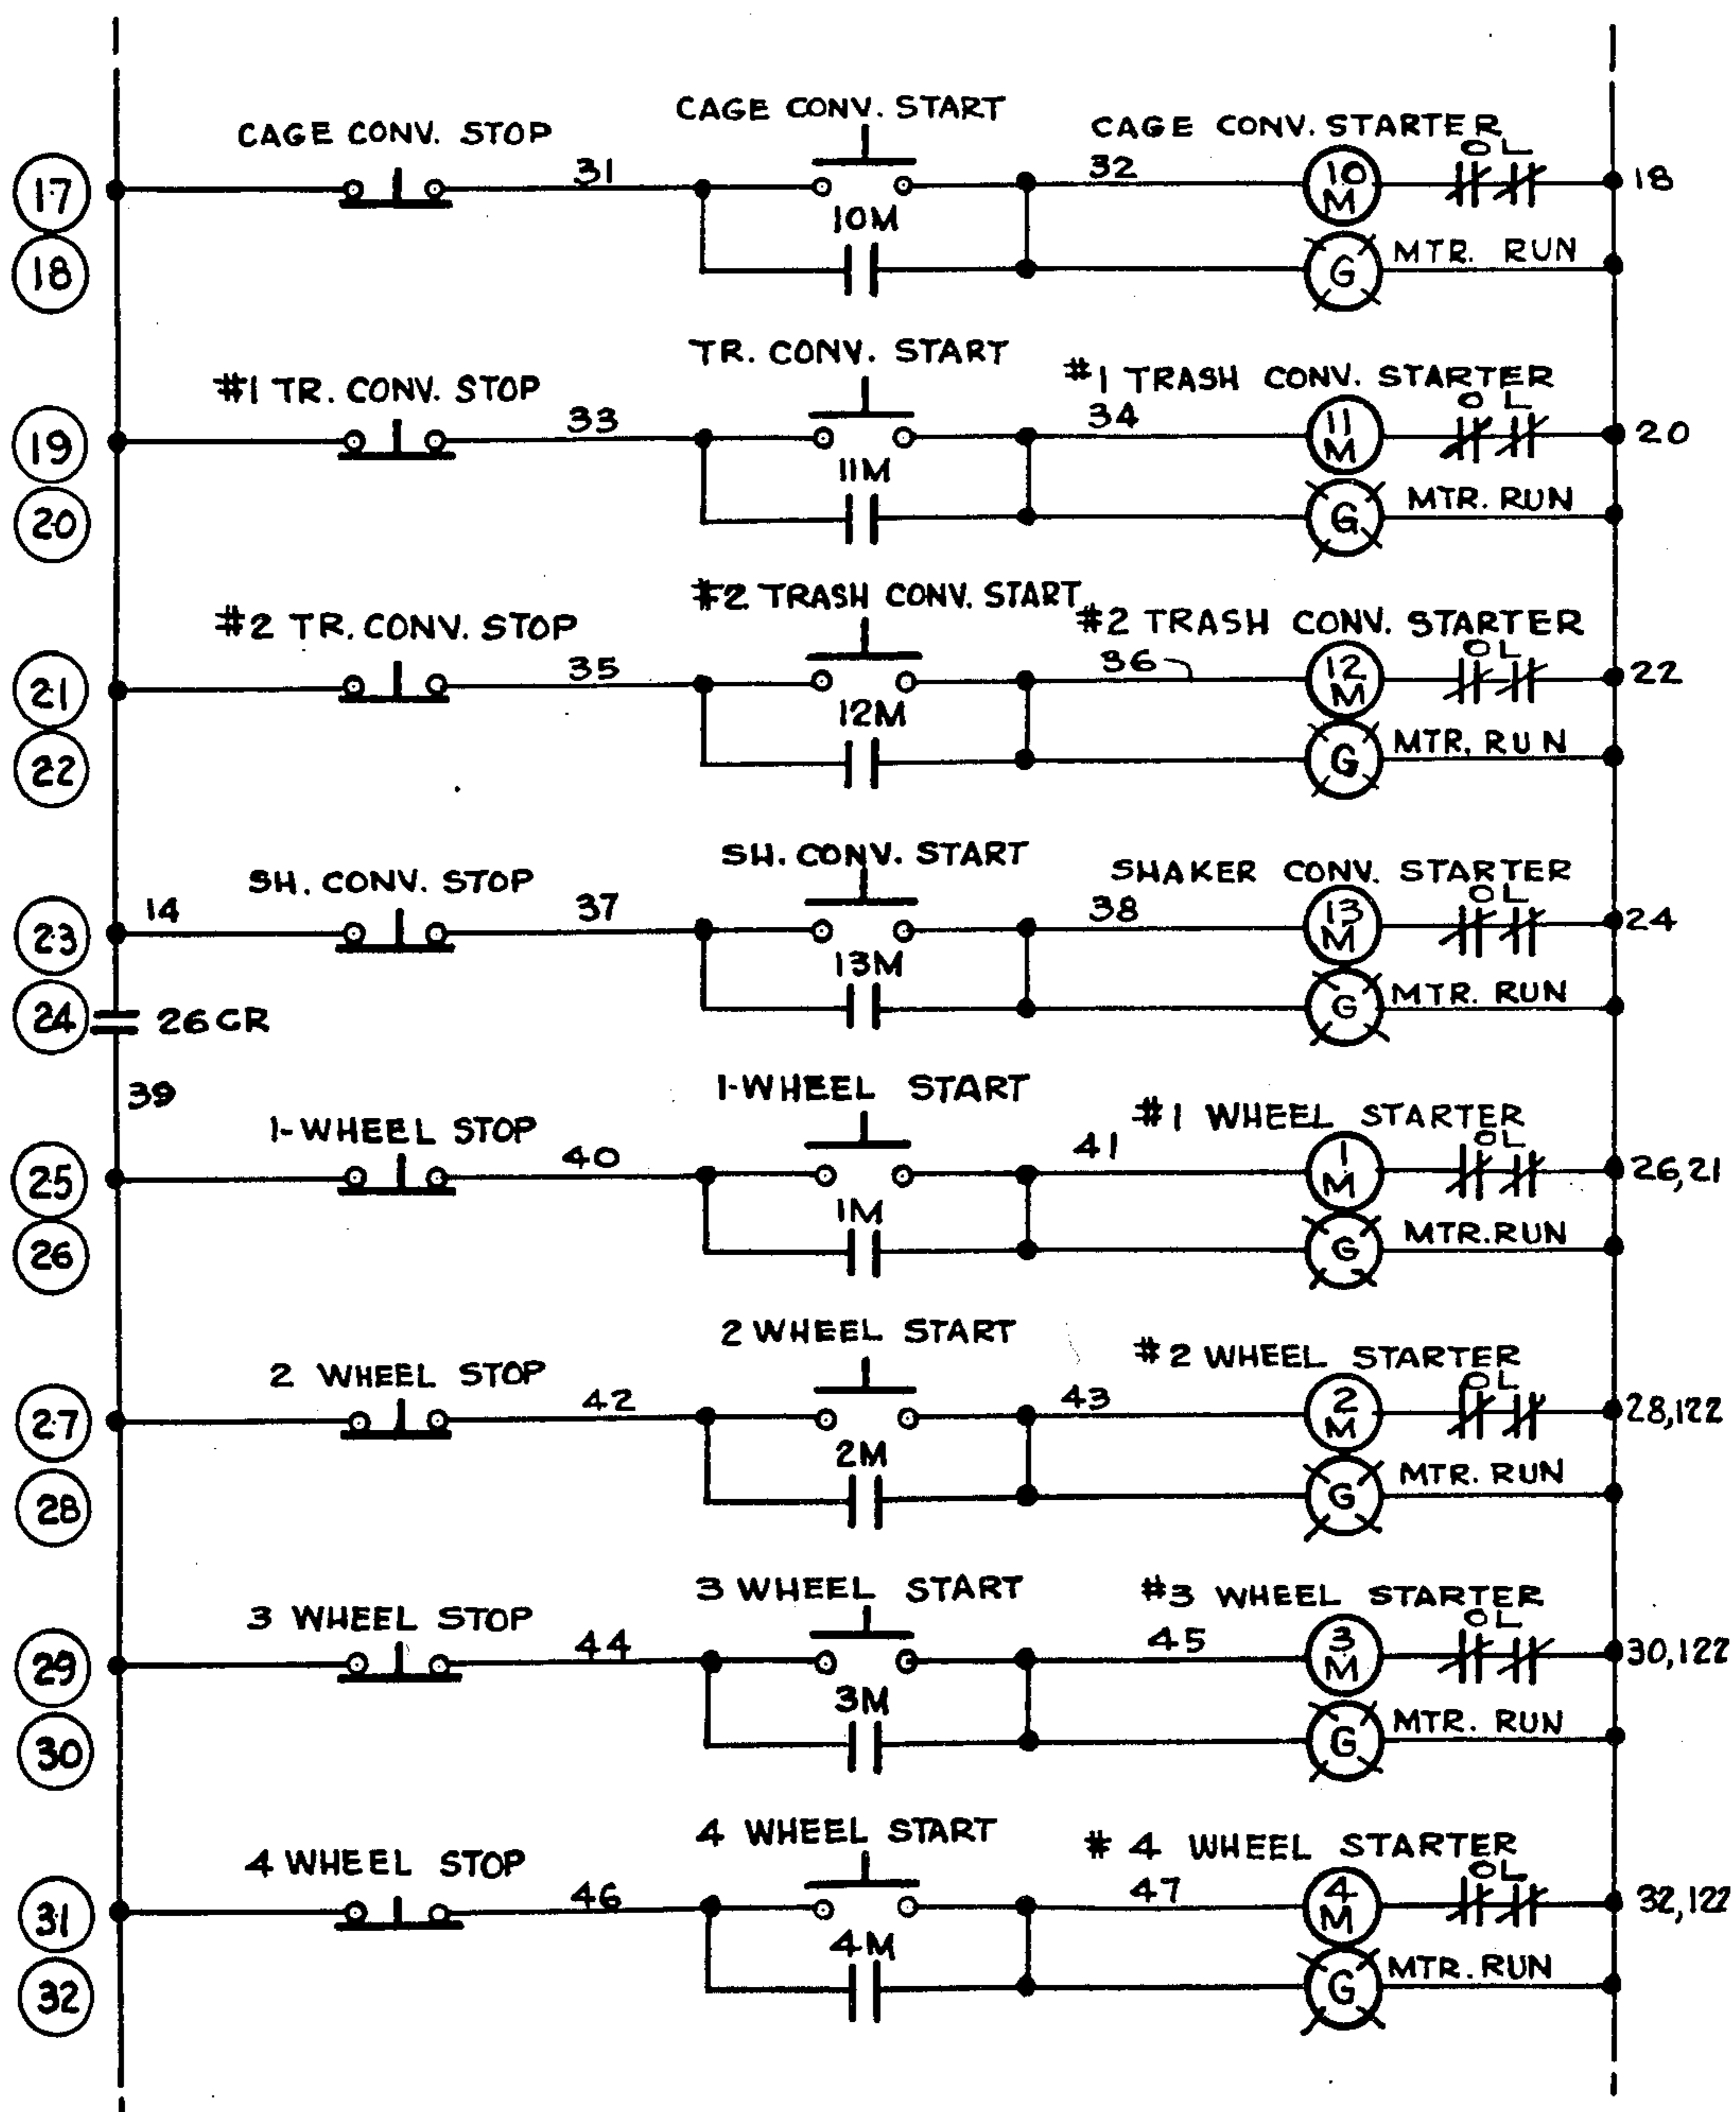 CAGE CONV. START
CAGE CONV. STOP
CAGE CONV. STARTER
OL
17
31
32
10
M
18
10M
18
G
MTR. RUN
TR. CONV. START
#1 TR. CONV. STOP
#1 TRASH CONV. STARTER
OL
19
33
34
11
M
20
11M
20
G
MTR. RUN
#2 TRASH CONV. START
#2 TR. CONV. STOP
#2 TRASH CONV. STARTER
OL
21
35
36
12
M
22
12M
22
G
MTR. RUN
SH. CONV. START
SH. CONV. STOP
SHAKER CONV. STARTER
OL
23
14
37
38
13
M
24
13M
24
26CR
G
MTR. RUN
39
1-WHEEL START
1-WHEEL STOP
#1 WHEEL STARTER
OL
25
40
41
1
M
26,21
1M
26
G
MTR. RUN
2 WHEEL START
2 WHEEL STOP
#2 WHEEL STARTER
OL
27
42
43
2
M
28,122
2M
28
G
MTR. RUN
3 WHEEL START
3 WHEEL STOP
#3 WHEEL STARTER
OL
29
44
45
3
M
30,122
3M
30
G
MTR. RUN
4 WHEEL START
4 WHEEL STOP
# 4 WHEEL STARTER
OL
31
46
47
4
M
32,122
4M
32
G
MTR. RUN